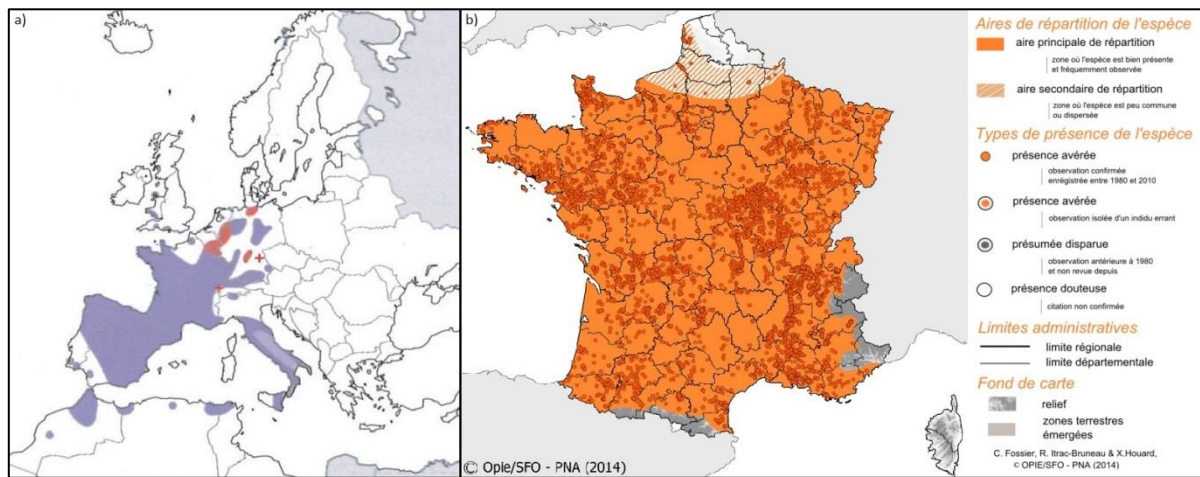 a)
b)
© Opie/SFO - PNA (2014)
Aires de répartition de l'espèce
aire principale de répartition
zone où l'espèce est bien présente
et fréquemment observée
aire secondaire de répartition
zone où l'espèce est peu commune
ou dispersée
Types de présence de l'espèce
présence avérée
observation confirmée
enrégistrée entre 1980 et 2010
présence avérée
observation isolée d'un indidu errant
présumée disparue
observation antérieure à 1980
et non revue depuis
présence douteuse
citation non confirmée
Limites administratives
limite régionale
limite départementale
Fond de carte
relief
zones terrestres
émergées
C. Fossier, R. Itrac-Bruneau & X.Houard,
© OPIE/SFO - PNA (2014)